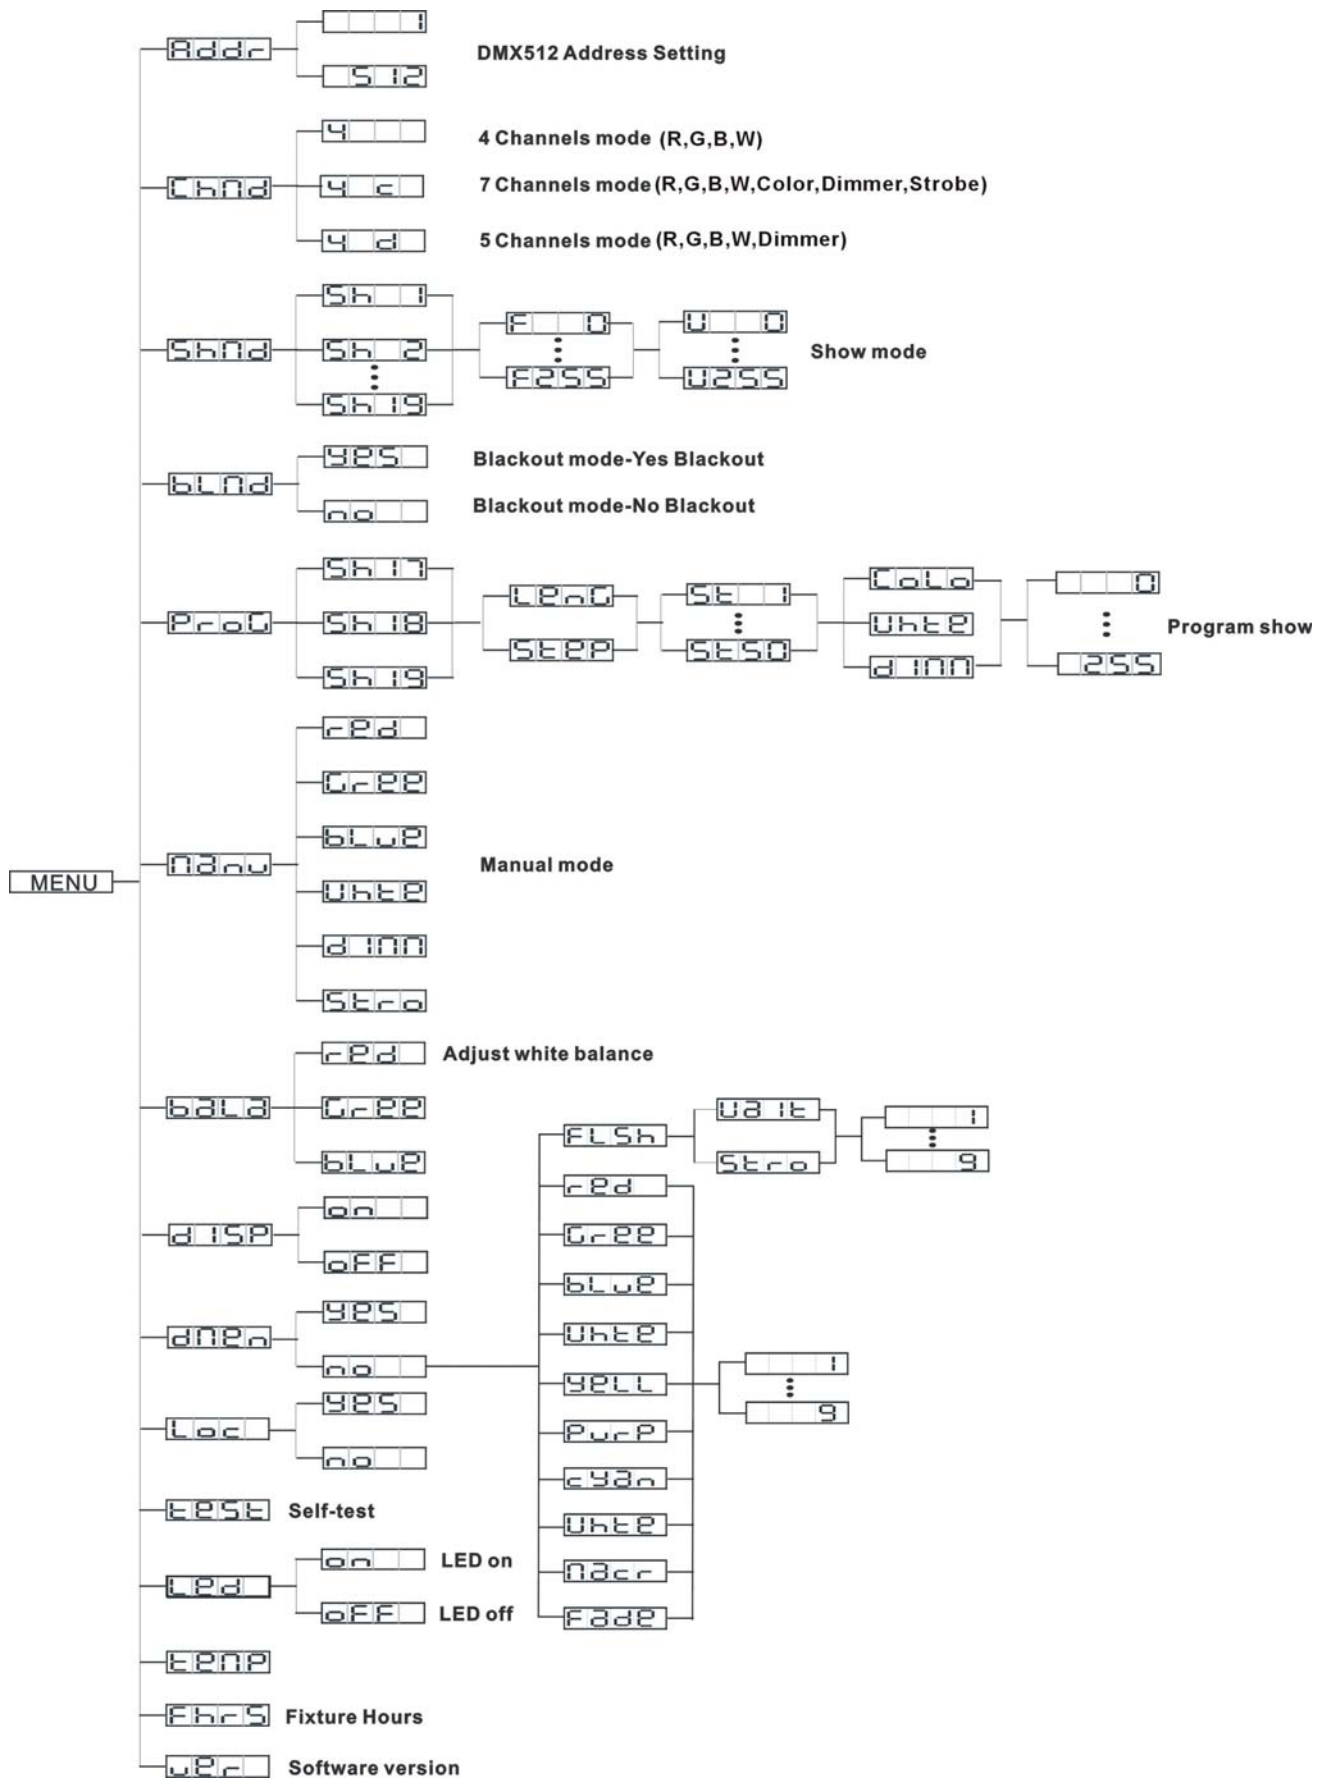 MENU
Addr
1
512
DMX512 Address Setting
ChMd
4
4 Channels mode (R,G,B,W)
4 c
7 Channels mode (R,G,B,W,Color,Dimmer,Strobe)
4 d
5 Channels mode (R,G,B,W,Dimmer)
ShMd
Sh 1
Sh 2
Sh 19
F 0
F255
U 0
U255
Show mode
bLMd
yes
Blackout mode-Yes Blackout
no
Blackout mode-No Blackout
ProG
Sh 17
Sh 18
Sh 19
LenG
Step
St 1
St50
CoLo
Uhte
dIMM
0
255
Program show
Manu
red
Gree
bLue
Uhte
dIMM
Stro
Manual mode
baLa
red
Adjust white balance
Gree
bLue
dISP
on
oFF
dMen
yes
no
FLSh
UaIt
Stro
1
9
red
Gree
bLue
Uhte
yeLL
PurP
cyan
Uhte
Macr
Fade
1
9
Loc
yes
no
test
Self-test
Led
on
LED on
oFF
LED off
teMP
FhrS
Fixture Hours
uer
Software version